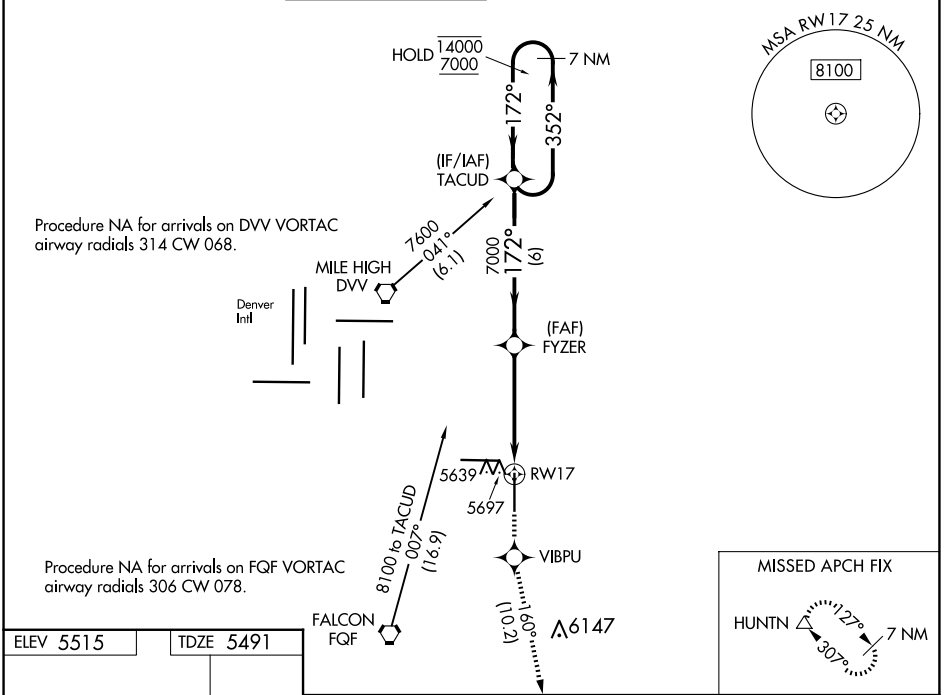 HOLD 14000
7000
7 NM
172°
352°
(IF/IAF)
TACUD
MSA RW17 25 NM
8100
Procedure NA for arrivals on DVV VORTAC
airway radials 314 CW 068.
7600
041°
(6.1)
MILE HIGH
DVV
7000
172°
(6)
Denver
Intl
(FAF)
FYZER
5639
RW17
5697
8100 to TACUD
007°
(16.9)
VIBPU
Procedure NA for arrivals on FQF VORTAC
airway radials 306 CW 078.
FALCON
FQF
160°
(10.2)
6147
MISSED APCH FIX
HUNTN
127°
307°
7 NM
ELEV 5515
TDZE 5491